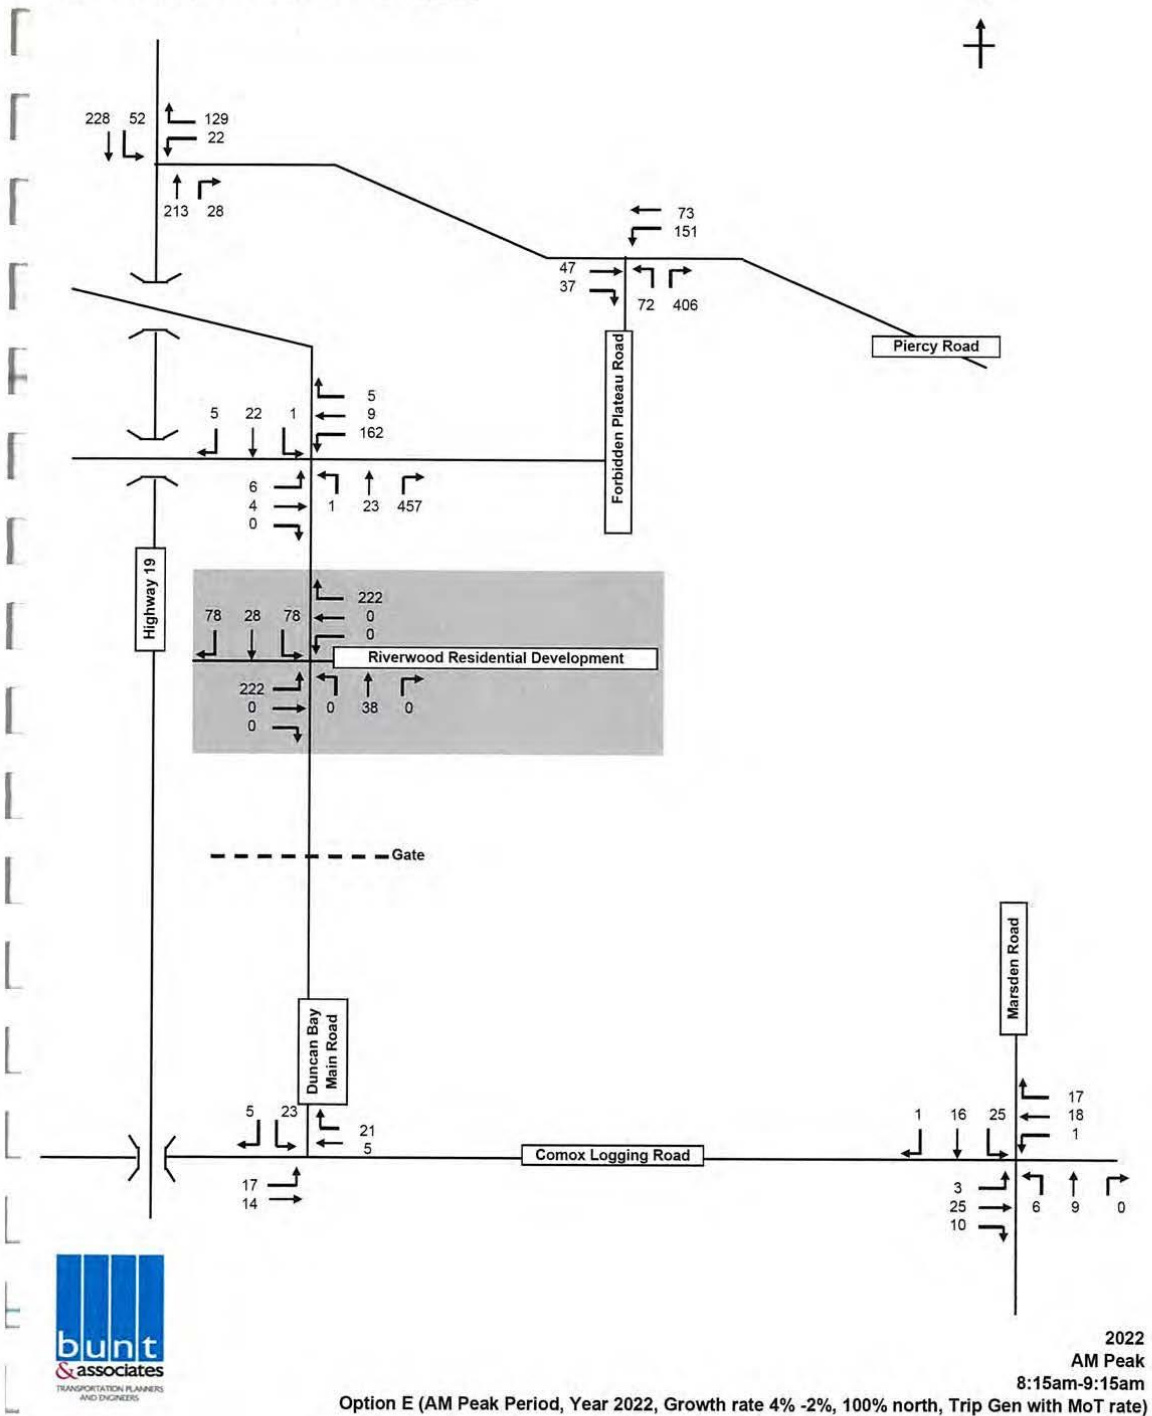 228 52 129
22
213 28
73
151
47
37
72 406
Piercy Road
Forbidden Plateau Road
5
5 22 1 9
162
6
4 1 23 457
0
Highway 19
222
78 28 78 0
0
Riverwood Residential Development
222
0 0 38 0
0
Gate
Marsden Road
Duncan Bay
Main Road
5 23
21
5
Comox Logging Road
17
14
17
1 16 25 18
1
3
25 6 9 0
10
bunt
& associates
TRANSPORTATION PLANNERS
AND ENGINEERS
2022
AM Peak
8:15am-9:15am
Option E (AM Peak Period, Year 2022, Growth rate 4% -2%, 100% north, Trip Gen with MoT rate)